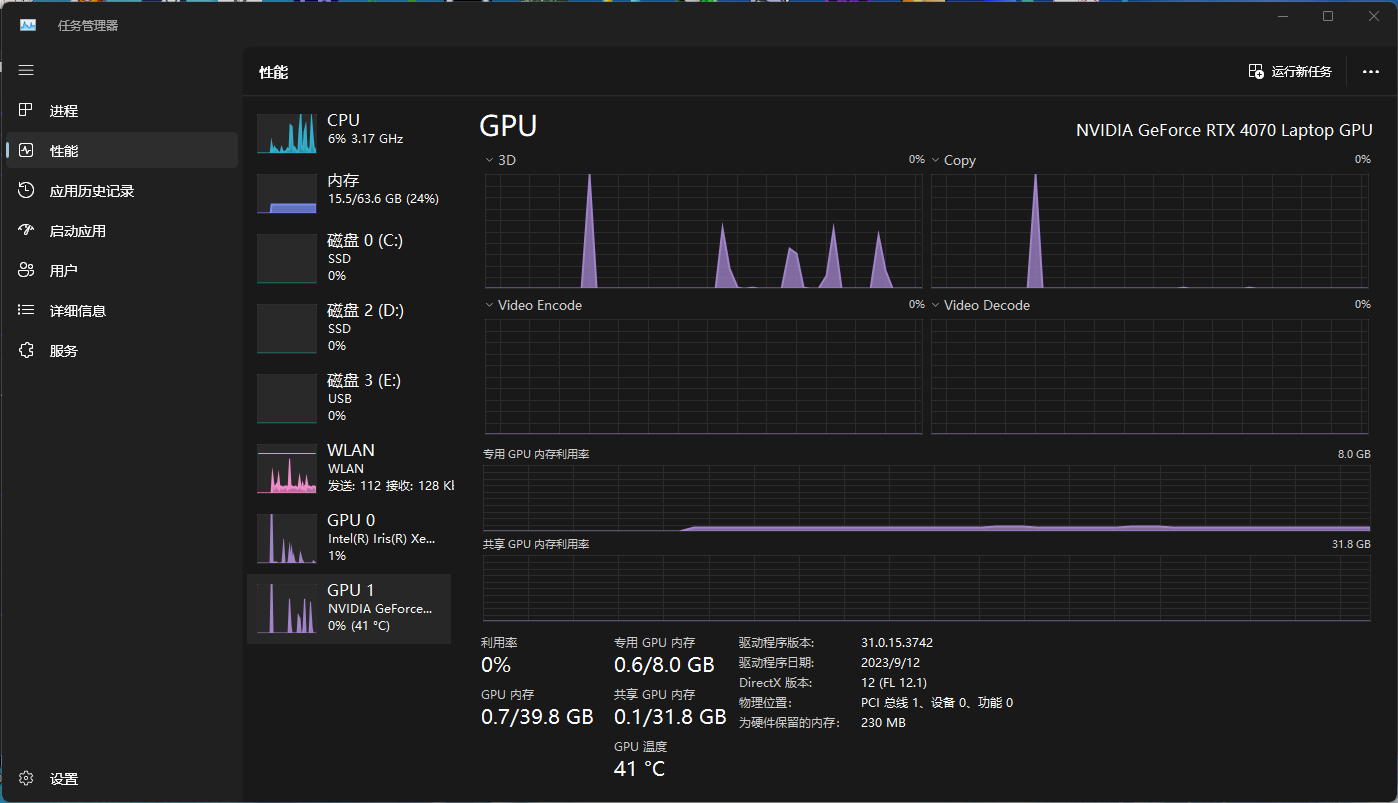 任务管理器
性能
运行新任务
进程
性能
应用历史记录
启动应用
用户
详细信息
服务
设置
CPU
6% 3.17 GHz
内存
15.5/63.6 GB (24%)
磁盘 0 (C:)
SSD
0%
磁盘 2 (D:)
SSD
0%
磁盘 3 (E:)
USB
0%
WLAN
WLAN
发送: 112 接收: 128 Kb
GPU 0
Intel(R) Iris(R) Xe...
1%
GPU 1
NVIDIA GeForce...
0% (41 °C)
GPU
NVIDIA GeForce RTX 4070 Laptop GPU
3D 0%
Copy 0%
Video Encode 0%
Video Decode 0%
专用 GPU 内存利用率 8.0 GB
共享 GPU 内存利用率 31.8 GB
利用率
0%
专用 GPU 内存
0.6/8.0 GB
GPU 内存
0.7/39.8 GB
共享 GPU 内存
0.1/31.8 GB
GPU 温度
41 °C
驱动程序版本: 31.0.15.3742
驱动程序日期: 2023/9/12
DirectX 版本: 12 (FL 12.1)
物理位置: PCI 总线 1、设备 0、功能 0
为硬件保留的内存: 230 MB